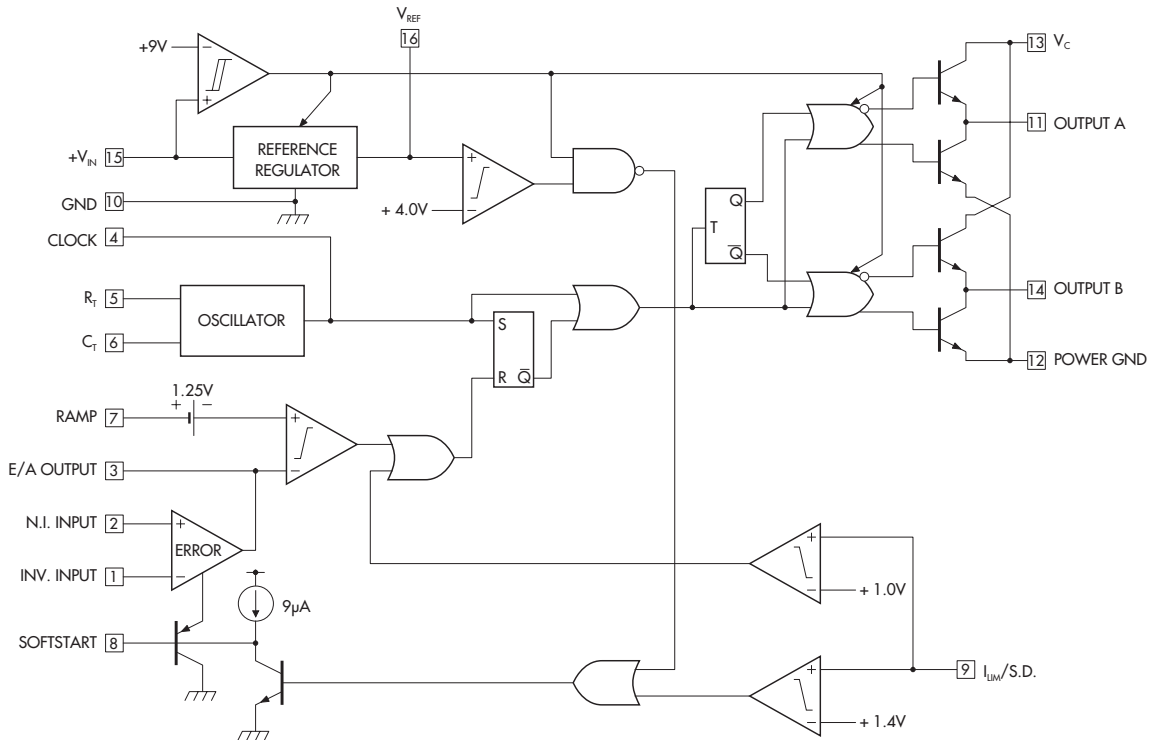 V_REF
16
+9V
−
+
13 V_C
+V_IN 15
REFERENCE
REGULATOR
+
−
+ 4.0V
11 OUTPUT A
GND 10
CLOCK 4
T
Q
Q̅
R_T 5
C_T 6
OSCILLATOR
S
R Q̅
14 OUTPUT B
12 POWER GND
1.25V
+ −
RAMP 7
+
−
E/A OUTPUT 3
N.I. INPUT 2
+
ERROR
−
INV. INPUT 1
9µA
SOFTSTART 8
+
−
+ 1.0V
9 I_LIM/S.D.
+
−
+ 1.4V